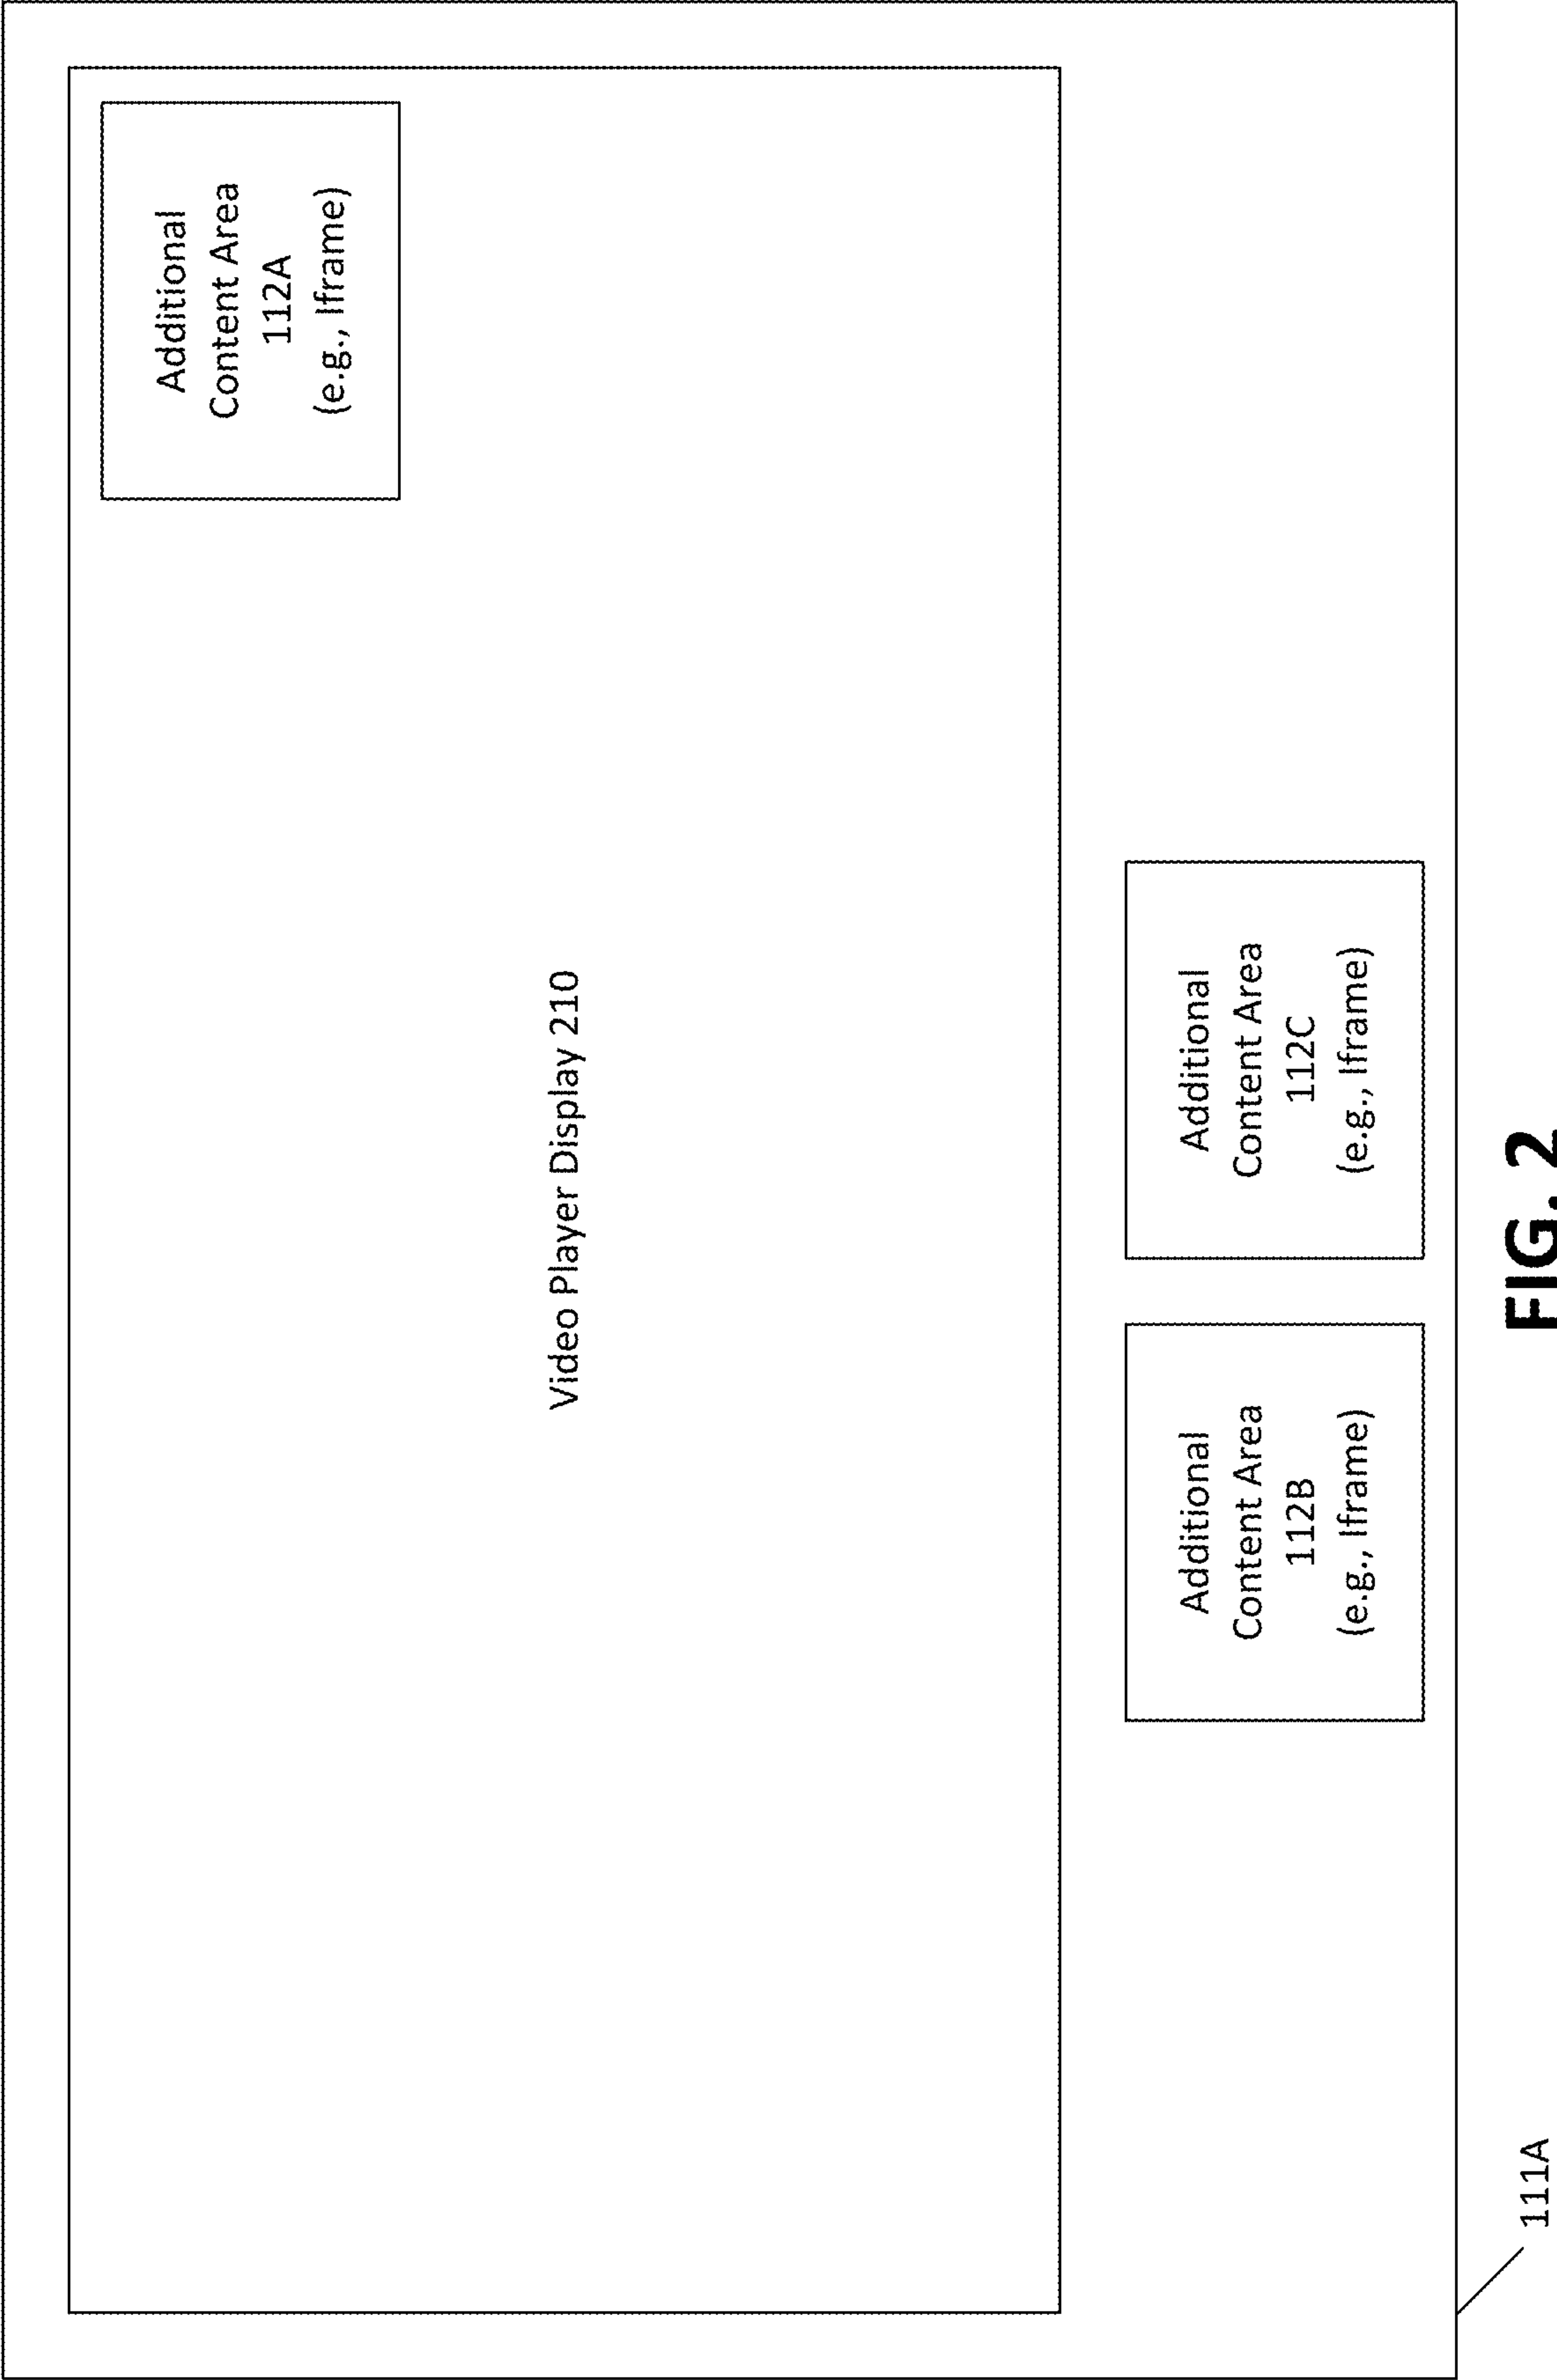 Additional
Content Area
112A
(e.g., Iframe)
Video Player Display 210
Additional
Content Area
112B
(e.g., Iframe)
Additional
Content Area
112C
(e.g., Iframe)
111A
FIG. 2